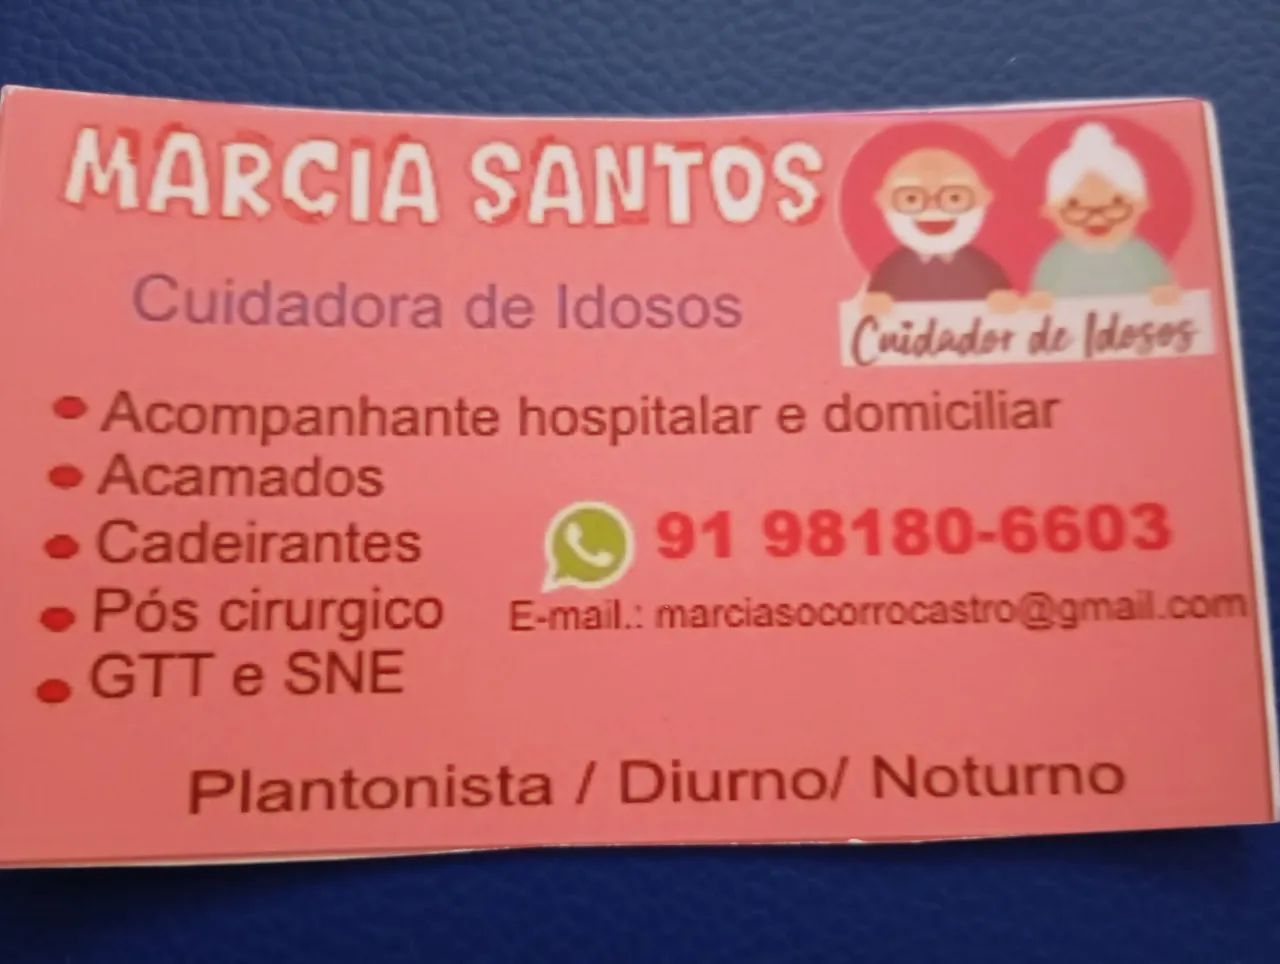 MARCIA SANTOS
Cuidadora de Idosos
Cuidador de Idosos
Acompanhante hospitalar e domiciliar
Acamados
Cadeirantes
Pós cirurgico
GTT e SNE
91 98180-6603
E-mail.: marciasocorrocastro@gmail.com
Plantonista / Diurno/ Noturno